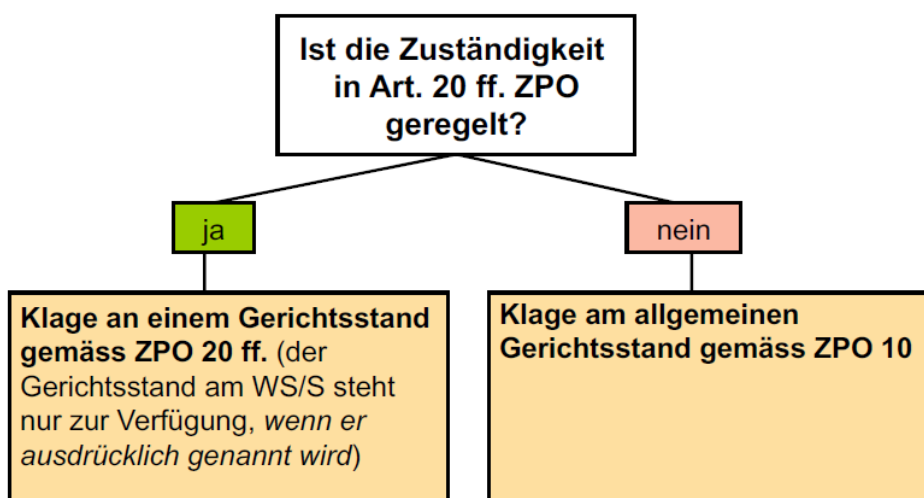 Ist die Zuständigkeit
in Art. 20 ff. ZPO
geregelt?
ja
nein
Klage an einem Gerichtsstand
gemäss ZPO 20 ff. (der
Gerichtsstand am WS/S steht
nur zur Verfügung, wenn er
ausdrücklich genannt wird)
Klage am allgemeinen
Gerichtsstand gemäss ZPO 10